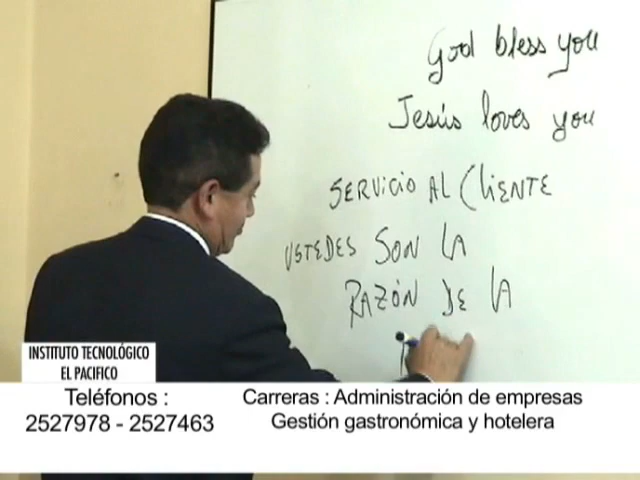 God bless you
Jesús loves you
SERVICIO AL CLIENTE
USTEDES SON LA
RAZÓN DE LA
INSTITUTO TECNOLÓGICO
EL PACIFICO
Teléfonos :
2527978 - 2527463
Carreras : Administración de empresas
Gestión gastronómica y hotelera